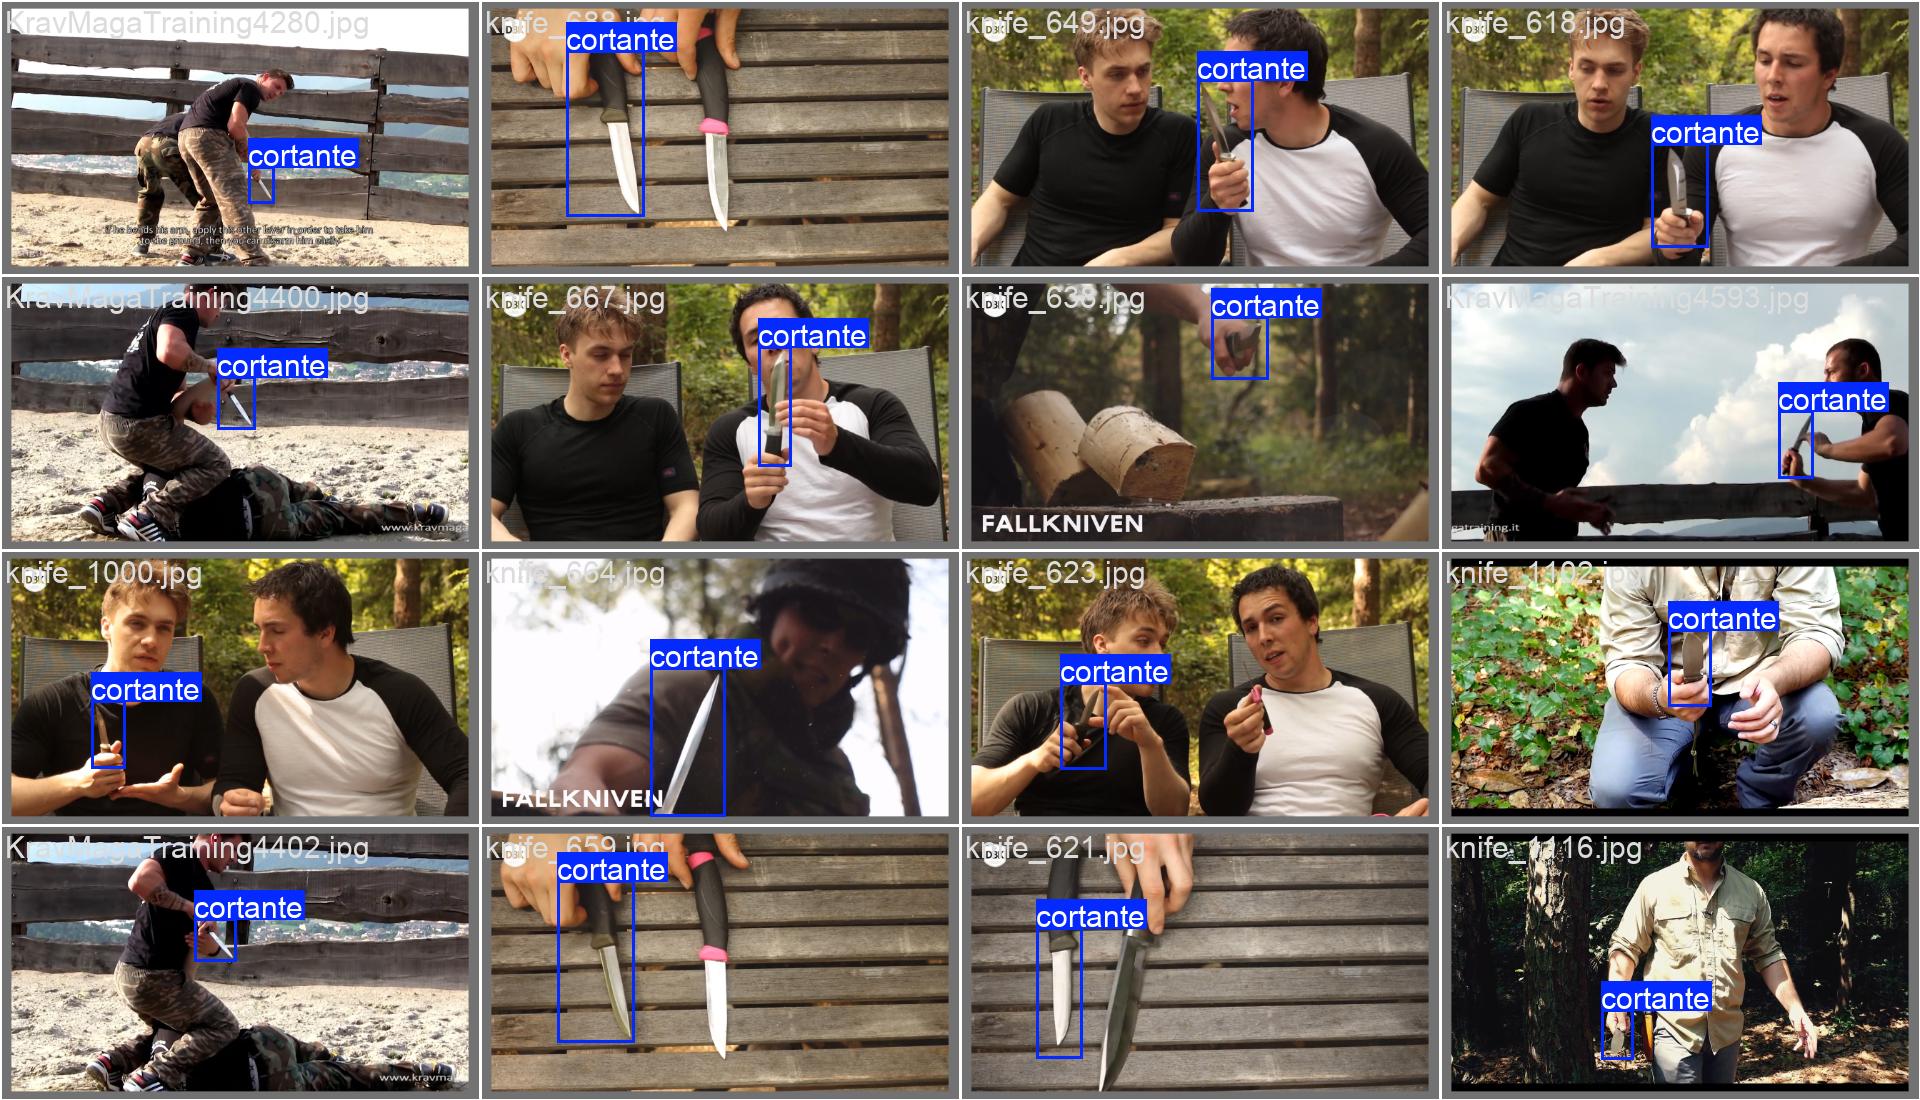 KravMagaTraining4280.jpg
cortante
if he bends his arm, apply this other lever in order to take him
to the ground, then you can disarm him easily
knife_688.jpg
cortante
knife_649.jpg
cortante
knife_618.jpg
cortante
KravMagaTraining4400.jpg
cortante
www.kravmaga
knife_667.jpg
cortante
cortante
FALLKNIVEN
KravMagaTraining4593.jpg
cortante
gatraining.it
knife_1000.jpg
cortante
knife_664.jpg
cortante
FALLKNIVEN
knife_623.jpg
cortante
knife_1102.jpg
cortante
KravMagaTraining4402.jpg
cortante
www.kravma
knife_659.jpg
cortante
knife_621.jpg
cortante
knife_1116.jpg
cortante